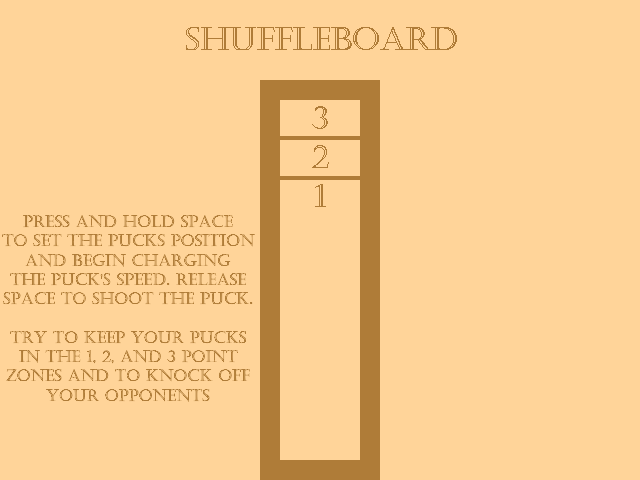 SHUFFLEBOARD
3
2
1
PRESS AND HOLD SPACE
TO SET THE PUCKS POSITION
AND BEGIN CHARGING
THE PUCK'S SPEED. RELEASE
SPACE TO SHOOT THE PUCK.
TRY TO KEEP YOUR PUCKS
IN THE 1, 2, AND 3 POINT
ZONES AND TO KNOCK OFF
YOUR OPPONENTS